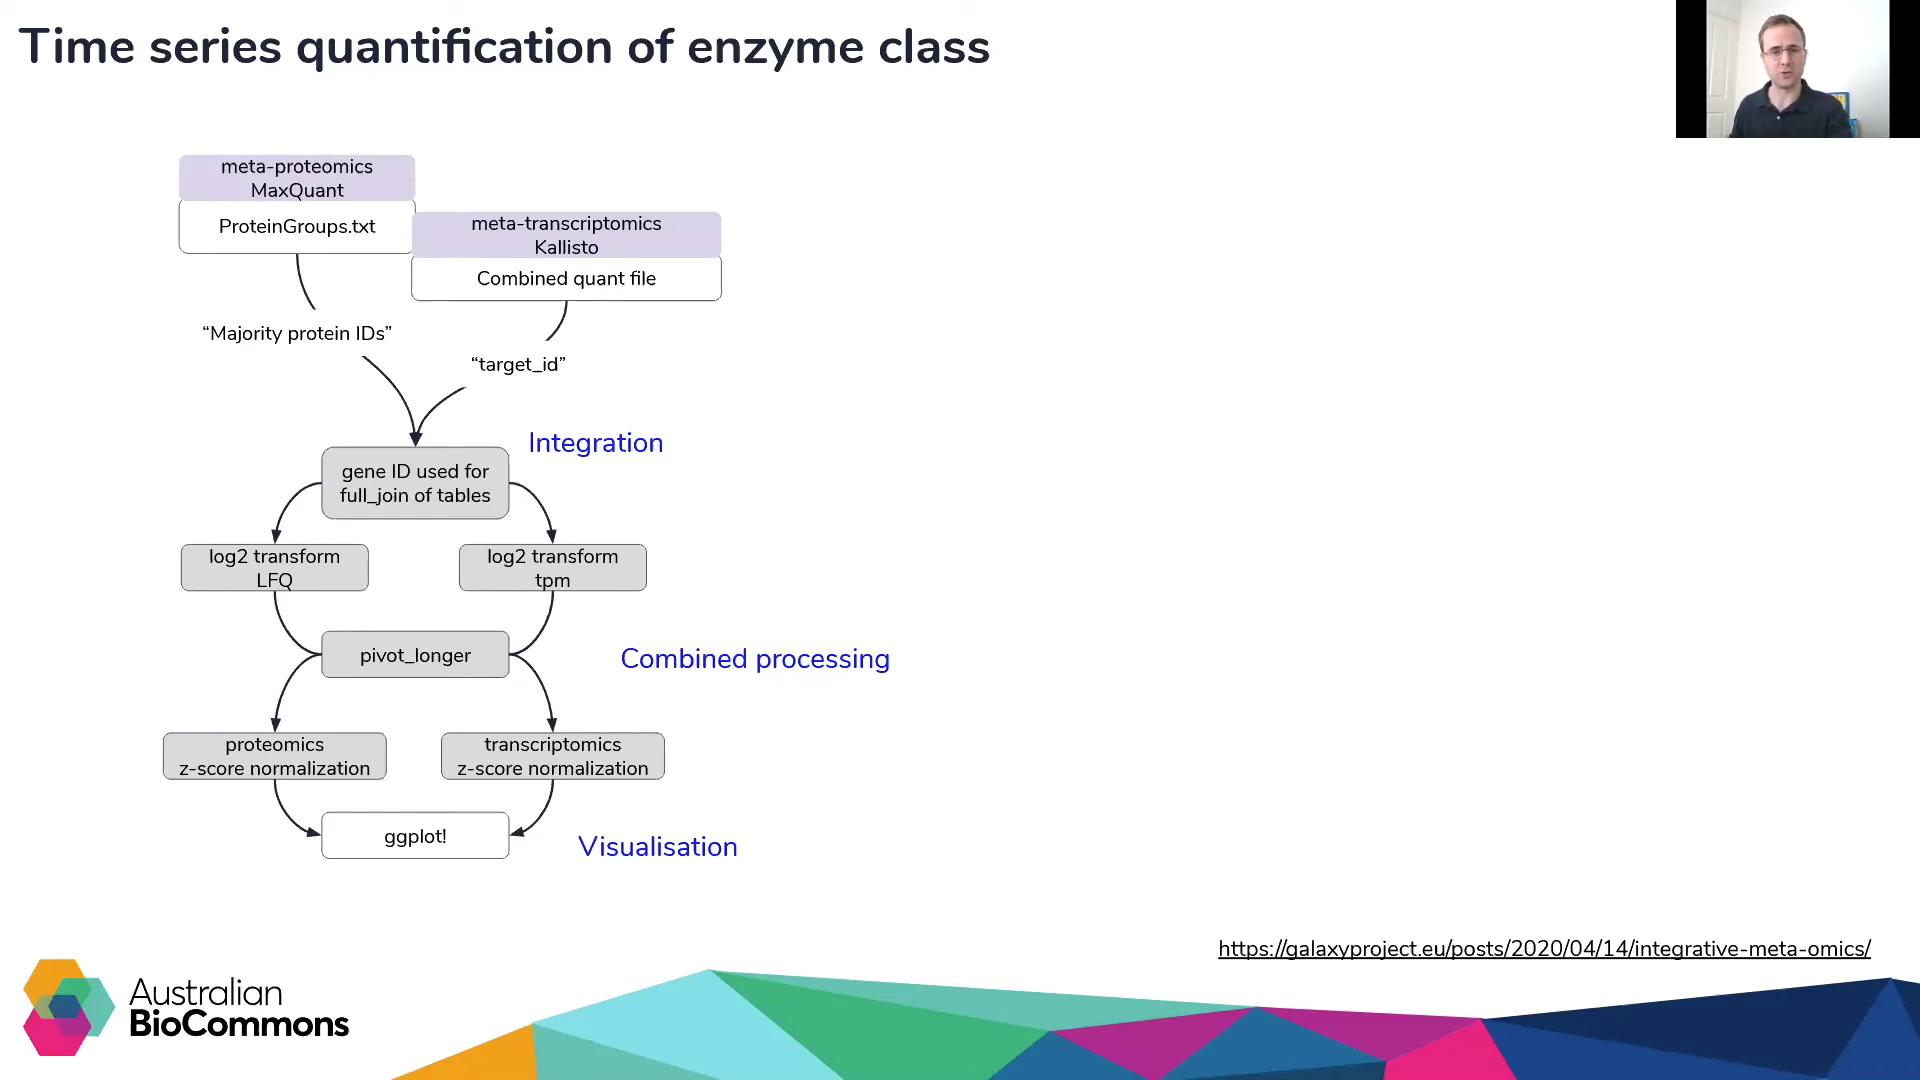 Time series quantification of enzyme class
meta-proteomics
MaxQuant
ProteinGroups.txt
meta-transcriptomics
Kallisto
Combined quant file
“Majority protein IDs”
“target_id”
Integration
gene ID used for
full_join of tables
log2 transform
LFQ
log2 transform
tpm
pivot_longer
Combined processing
proteomics
z-score normalization
transcriptomics
z-score normalization
ggplot!
Visualisation
https://galaxyproject.eu/posts/2020/04/14/integrative-meta-omics/
Australian
BioCommons